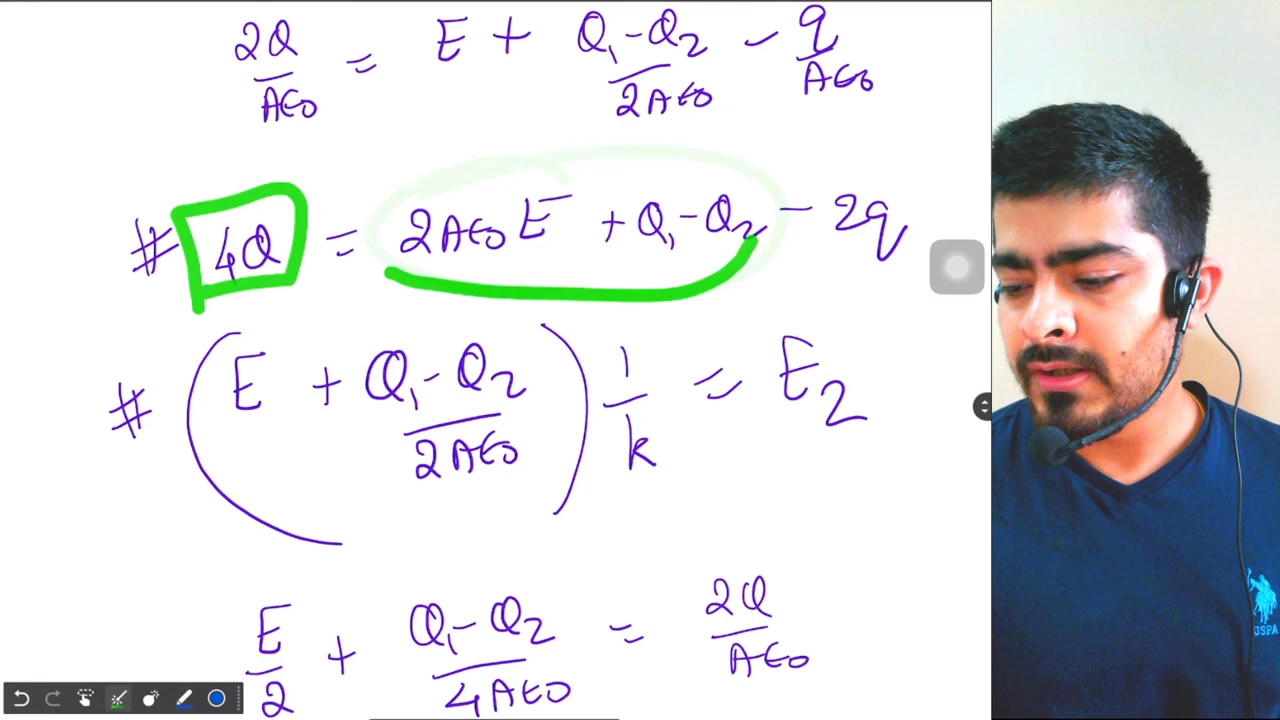 2Q/Aϵ0 = E + Q1-Q2/2Aϵ0 - q/Aϵ0
# 4Q = 2Aϵ0E + Q1-Q2 - 2q
# (E + Q1-Q2/2Aϵ0) 1/k = E2
E/2 + Q1-Q2/4Aϵ0 = 2Q/Aϵ0
USPA